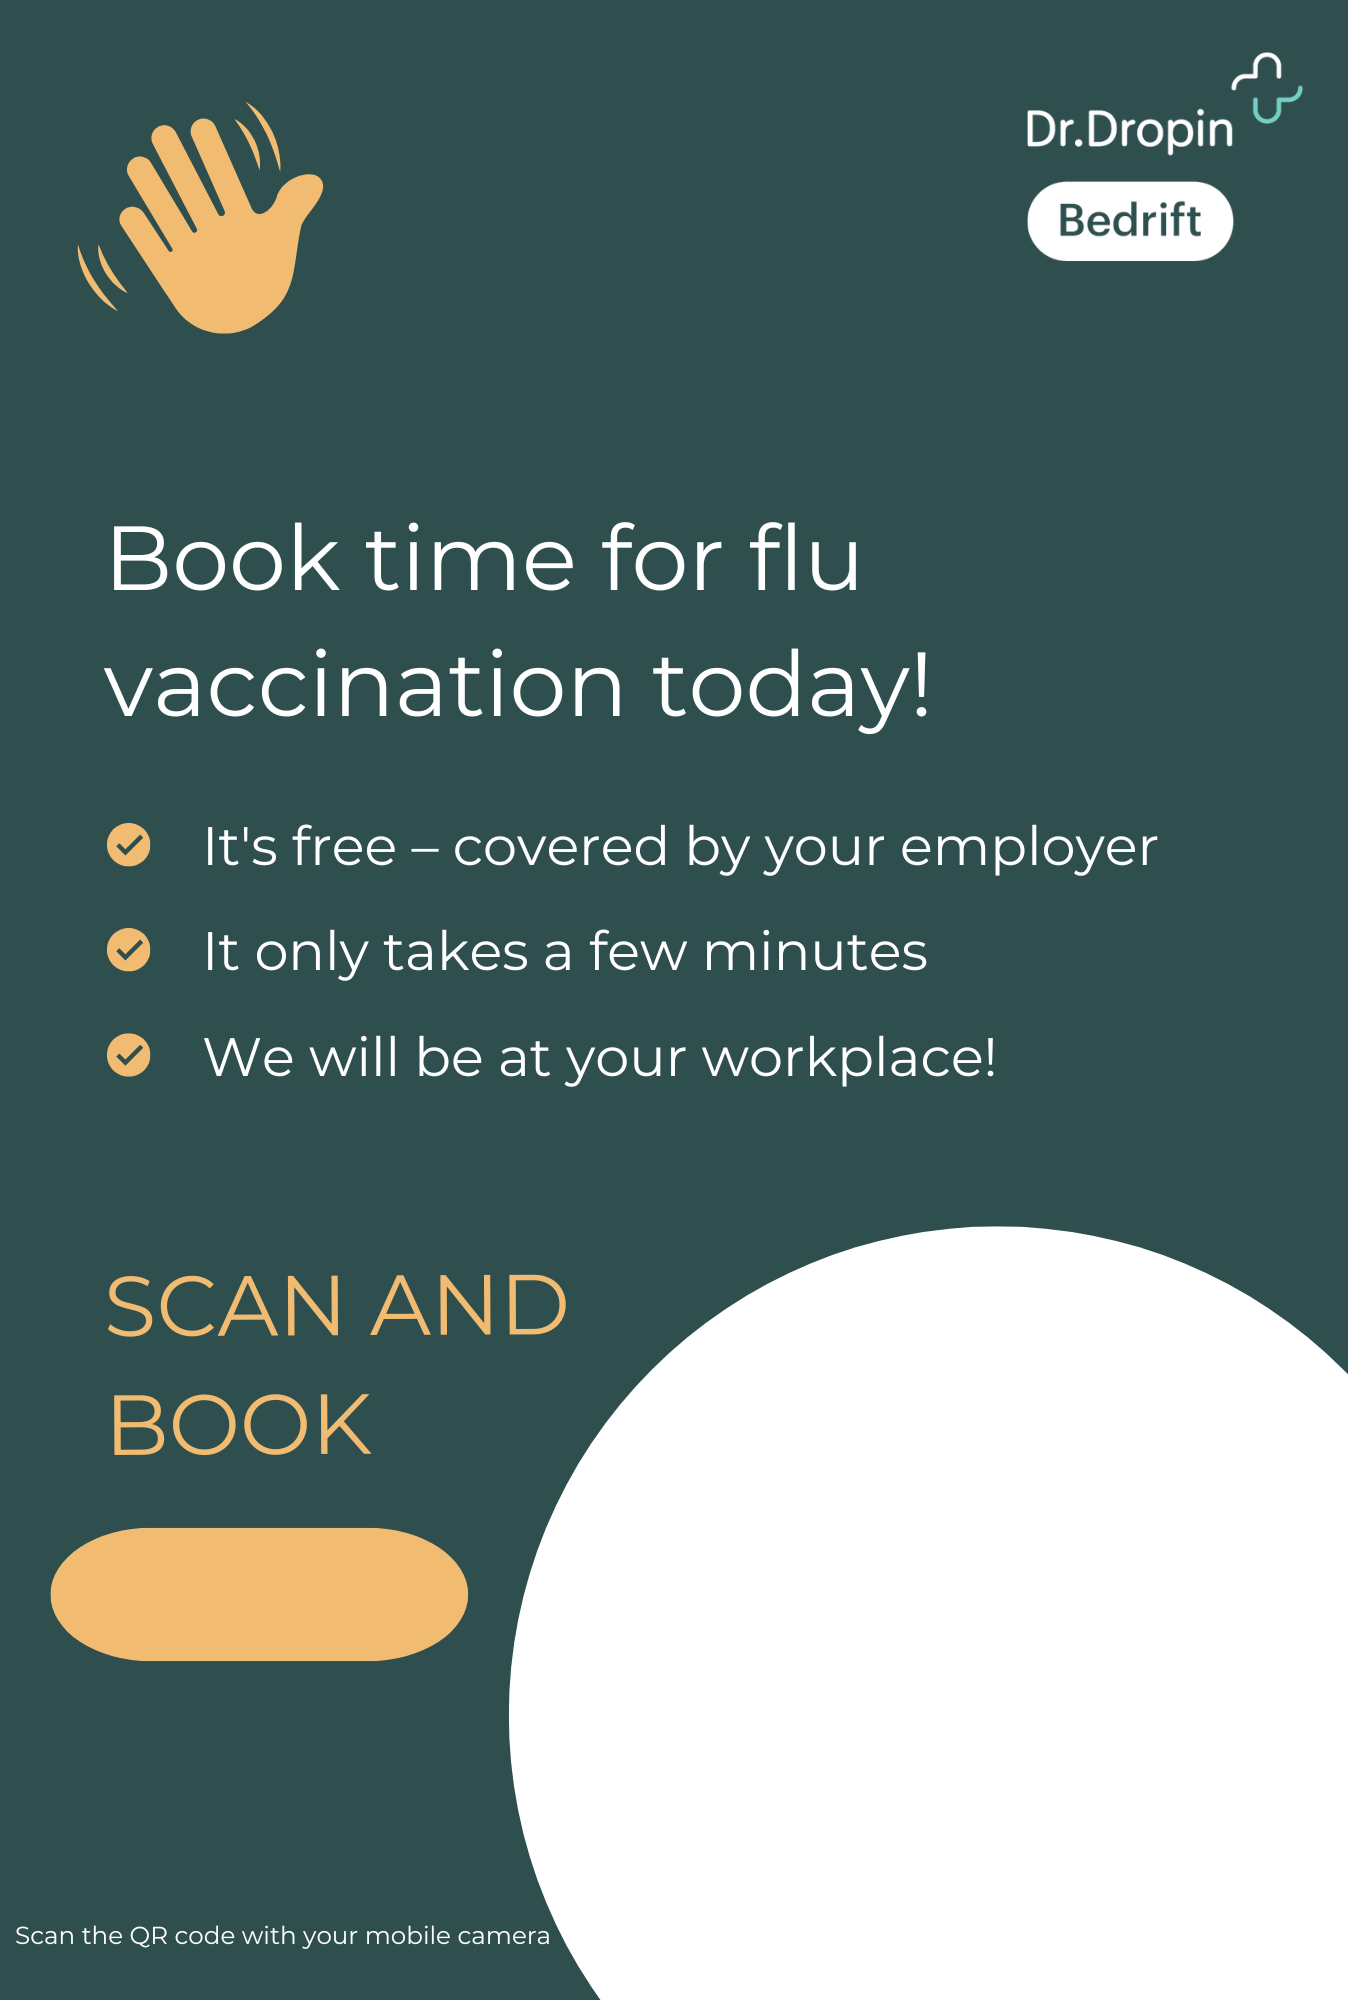 Dr.Dropin
Bedrift
Book time for flu
vaccination today!
It's free – covered by your employer
It only takes a few minutes
We will be at your workplace!
SCAN AND
BOOK
Scan the QR code with your mobile camera